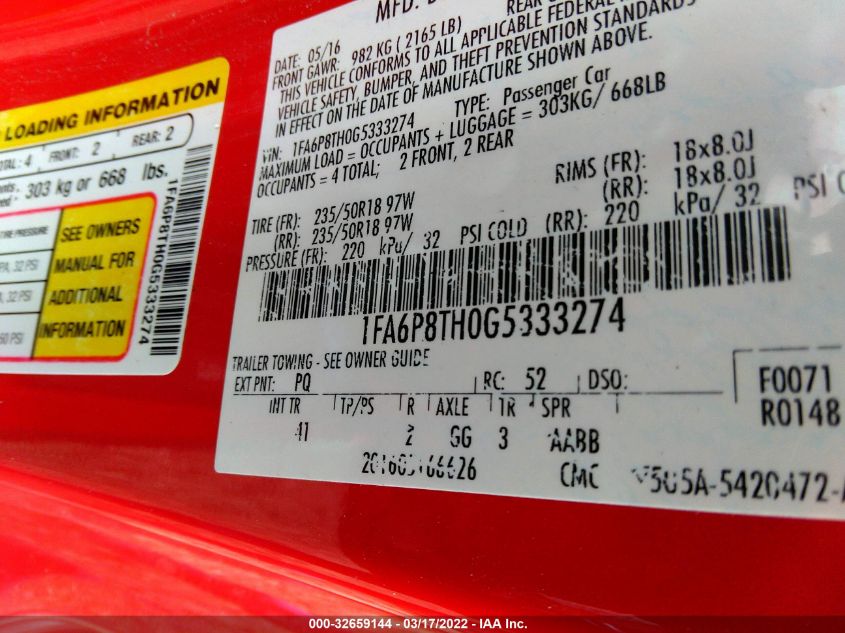 LOADING INFORMATION
TOTAL: 4 FRONT: 2 REAR: 2
303 kg or 668 lbs.
TIRE PRESSURE
SEE OWNERS
MANUAL FOR
ADDITIONAL
INFORMATION
32 PSI
32 PSI
60 PSI
1FA6P8TH0G5333274
MFD.
REAR
DATE: 05/16
FRONT GAWR: 982 KG ( 2165 LB)
THIS VEHICLE CONFORMS TO ALL APPLICABLE FEDERAL
VEHICLE SAFETY, BUMPER, AND THEFT PREVENTION STANDARDS
IN EFFECT ON THE DATE OF MANUFACTURE SHOWN ABOVE.
VIN: 1FA6P8TH0G5333274 TYPE: Passenger Car
MAXIMUM LOAD = OCCUPANTS + LUGGAGE = 303KG/ 668LB
OCCUPANTS = 4 TOTAL; 2 FRONT, 2 REAR
TIRE (FR): 235/50R18 97W RIMS (FR): 18x8.0J
(RR): 235/50R18 97W (RR): 18x8.0J
PRESSURE (FR): 220 kPa/ 32 PSI COLD (RR): 220 kPa/ 32 PSI
1FA6P8TH0G5333274
TRAILER TOWING - SEE OWNER GUIDE
EXT PNT: PQ RC: 52 DSO:
INT TR TP/PS R AXLE TR SPR
41 2 GG 3 AABB
F0071
R0148
CMC
000-32659144 - 03/17/2022 - IAA Inc.